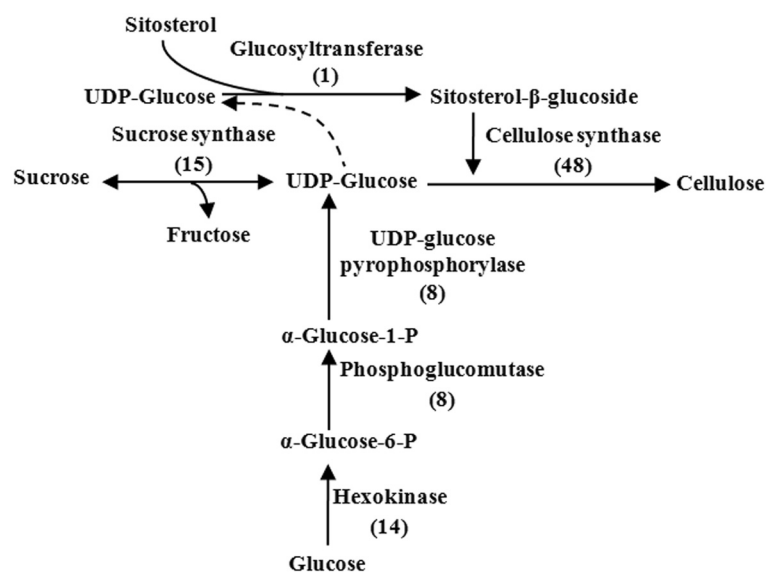 Sitosterol
Glucosyltransferase
(1)
UDP-Glucose
Sitosterol-β-glucoside
Sucrose synthase
(15)
Cellulose synthase
(48)
Sucrose
UDP-Glucose
Cellulose
Fructose
UDP-glucose
pyrophosphorylase
(8)
α-Glucose-1-P
Phosphoglucomutase
(8)
α-Glucose-6-P
Hexokinase
(14)
Glucose